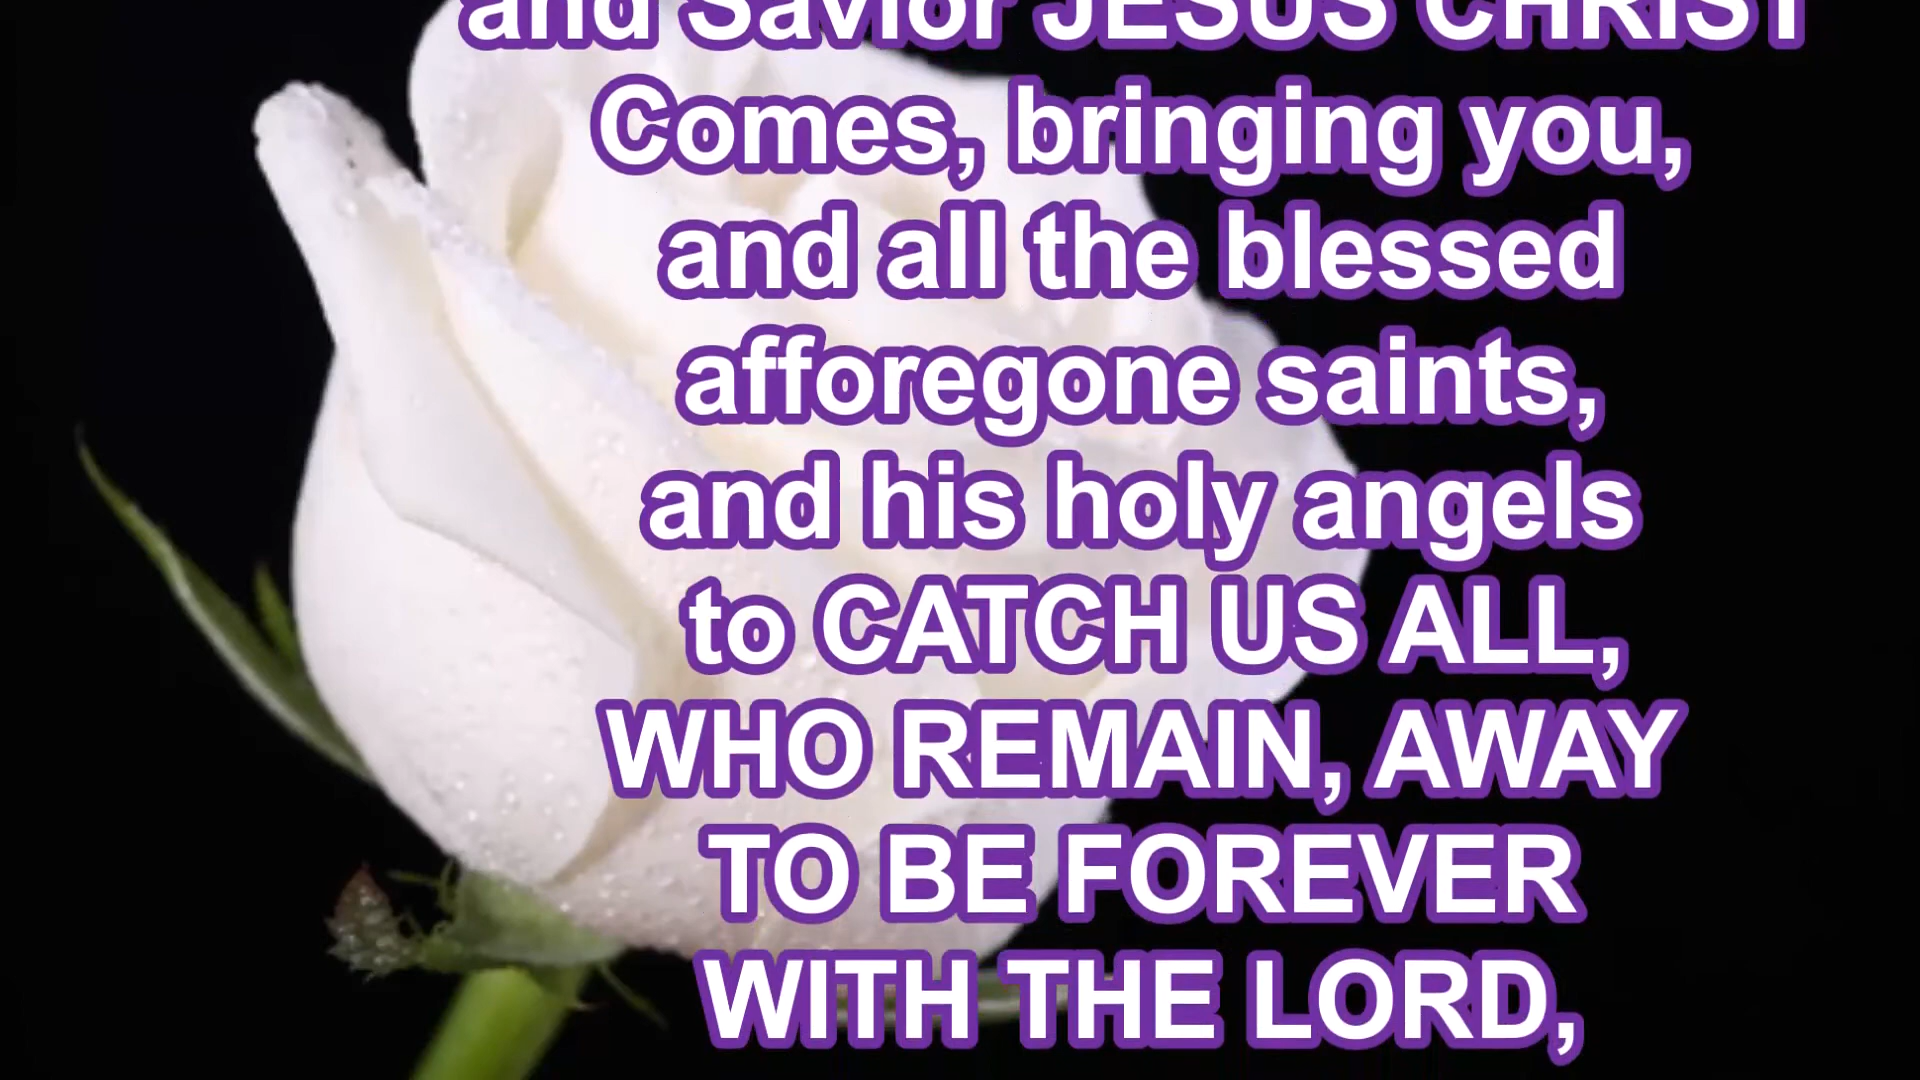 and Savior JESUS CHRIST
Comes, bringing you,
and all the blessed
afforegone saints,
and his holy angels
to CATCH US ALL,
WHO REMAIN, AWAY
TO BE FOREVER
WITH THE LORD,